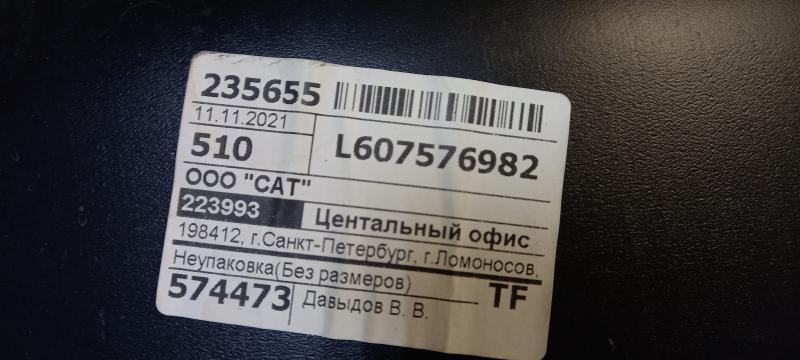 235655
11.11.2021
510
L607576982
ООО "САТ"
223993
Центальный офис
198412, г.Санкт-Петербург, г.Ломоносов,
Неупаковка(Без размеров)
574473
Давыдов В. В.
TF